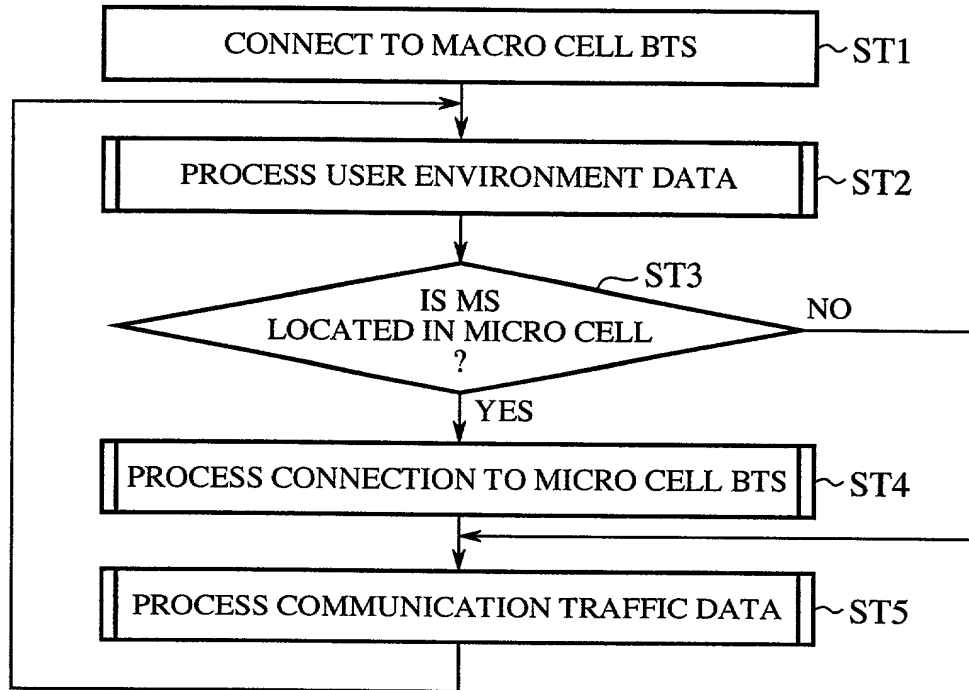 CONNECT TO MACRO CELL BTS
ST1
PROCESS USER ENVIRONMENT DATA
ST2
ST3
IS MS
LOCATED IN MICRO CELL
?
NO
YES
PROCESS CONNECTION TO MICRO CELL BTS
ST4
PROCESS COMMUNICATION TRAFFIC DATA
ST5